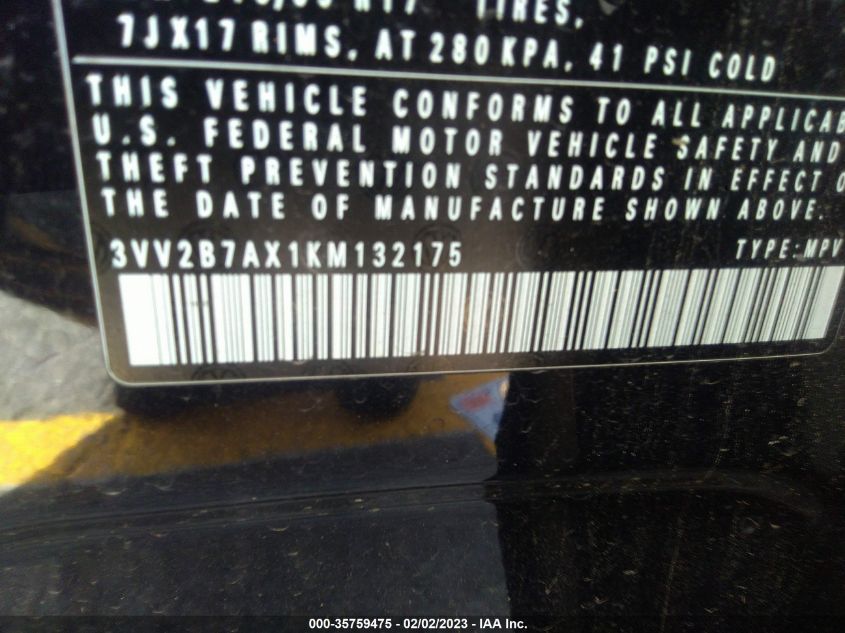 R17 TIRES,
7JX17 RIMS, AT 280 KPA, 41 PSI COLD
THIS VEHICLE CONFORMS TO ALL APPLICAB
U.S. FEDERAL MOTOR VEHICLE SAFETY AND
THEFT PREVENTION STANDARDS IN EFFECT O
THE DATE OF MANUFACTURE SHOWN ABOVE.
3VV2B7AX1KM132175 TYPE:MPV
000-35759475 - 02/02/2023 - IAA Inc.